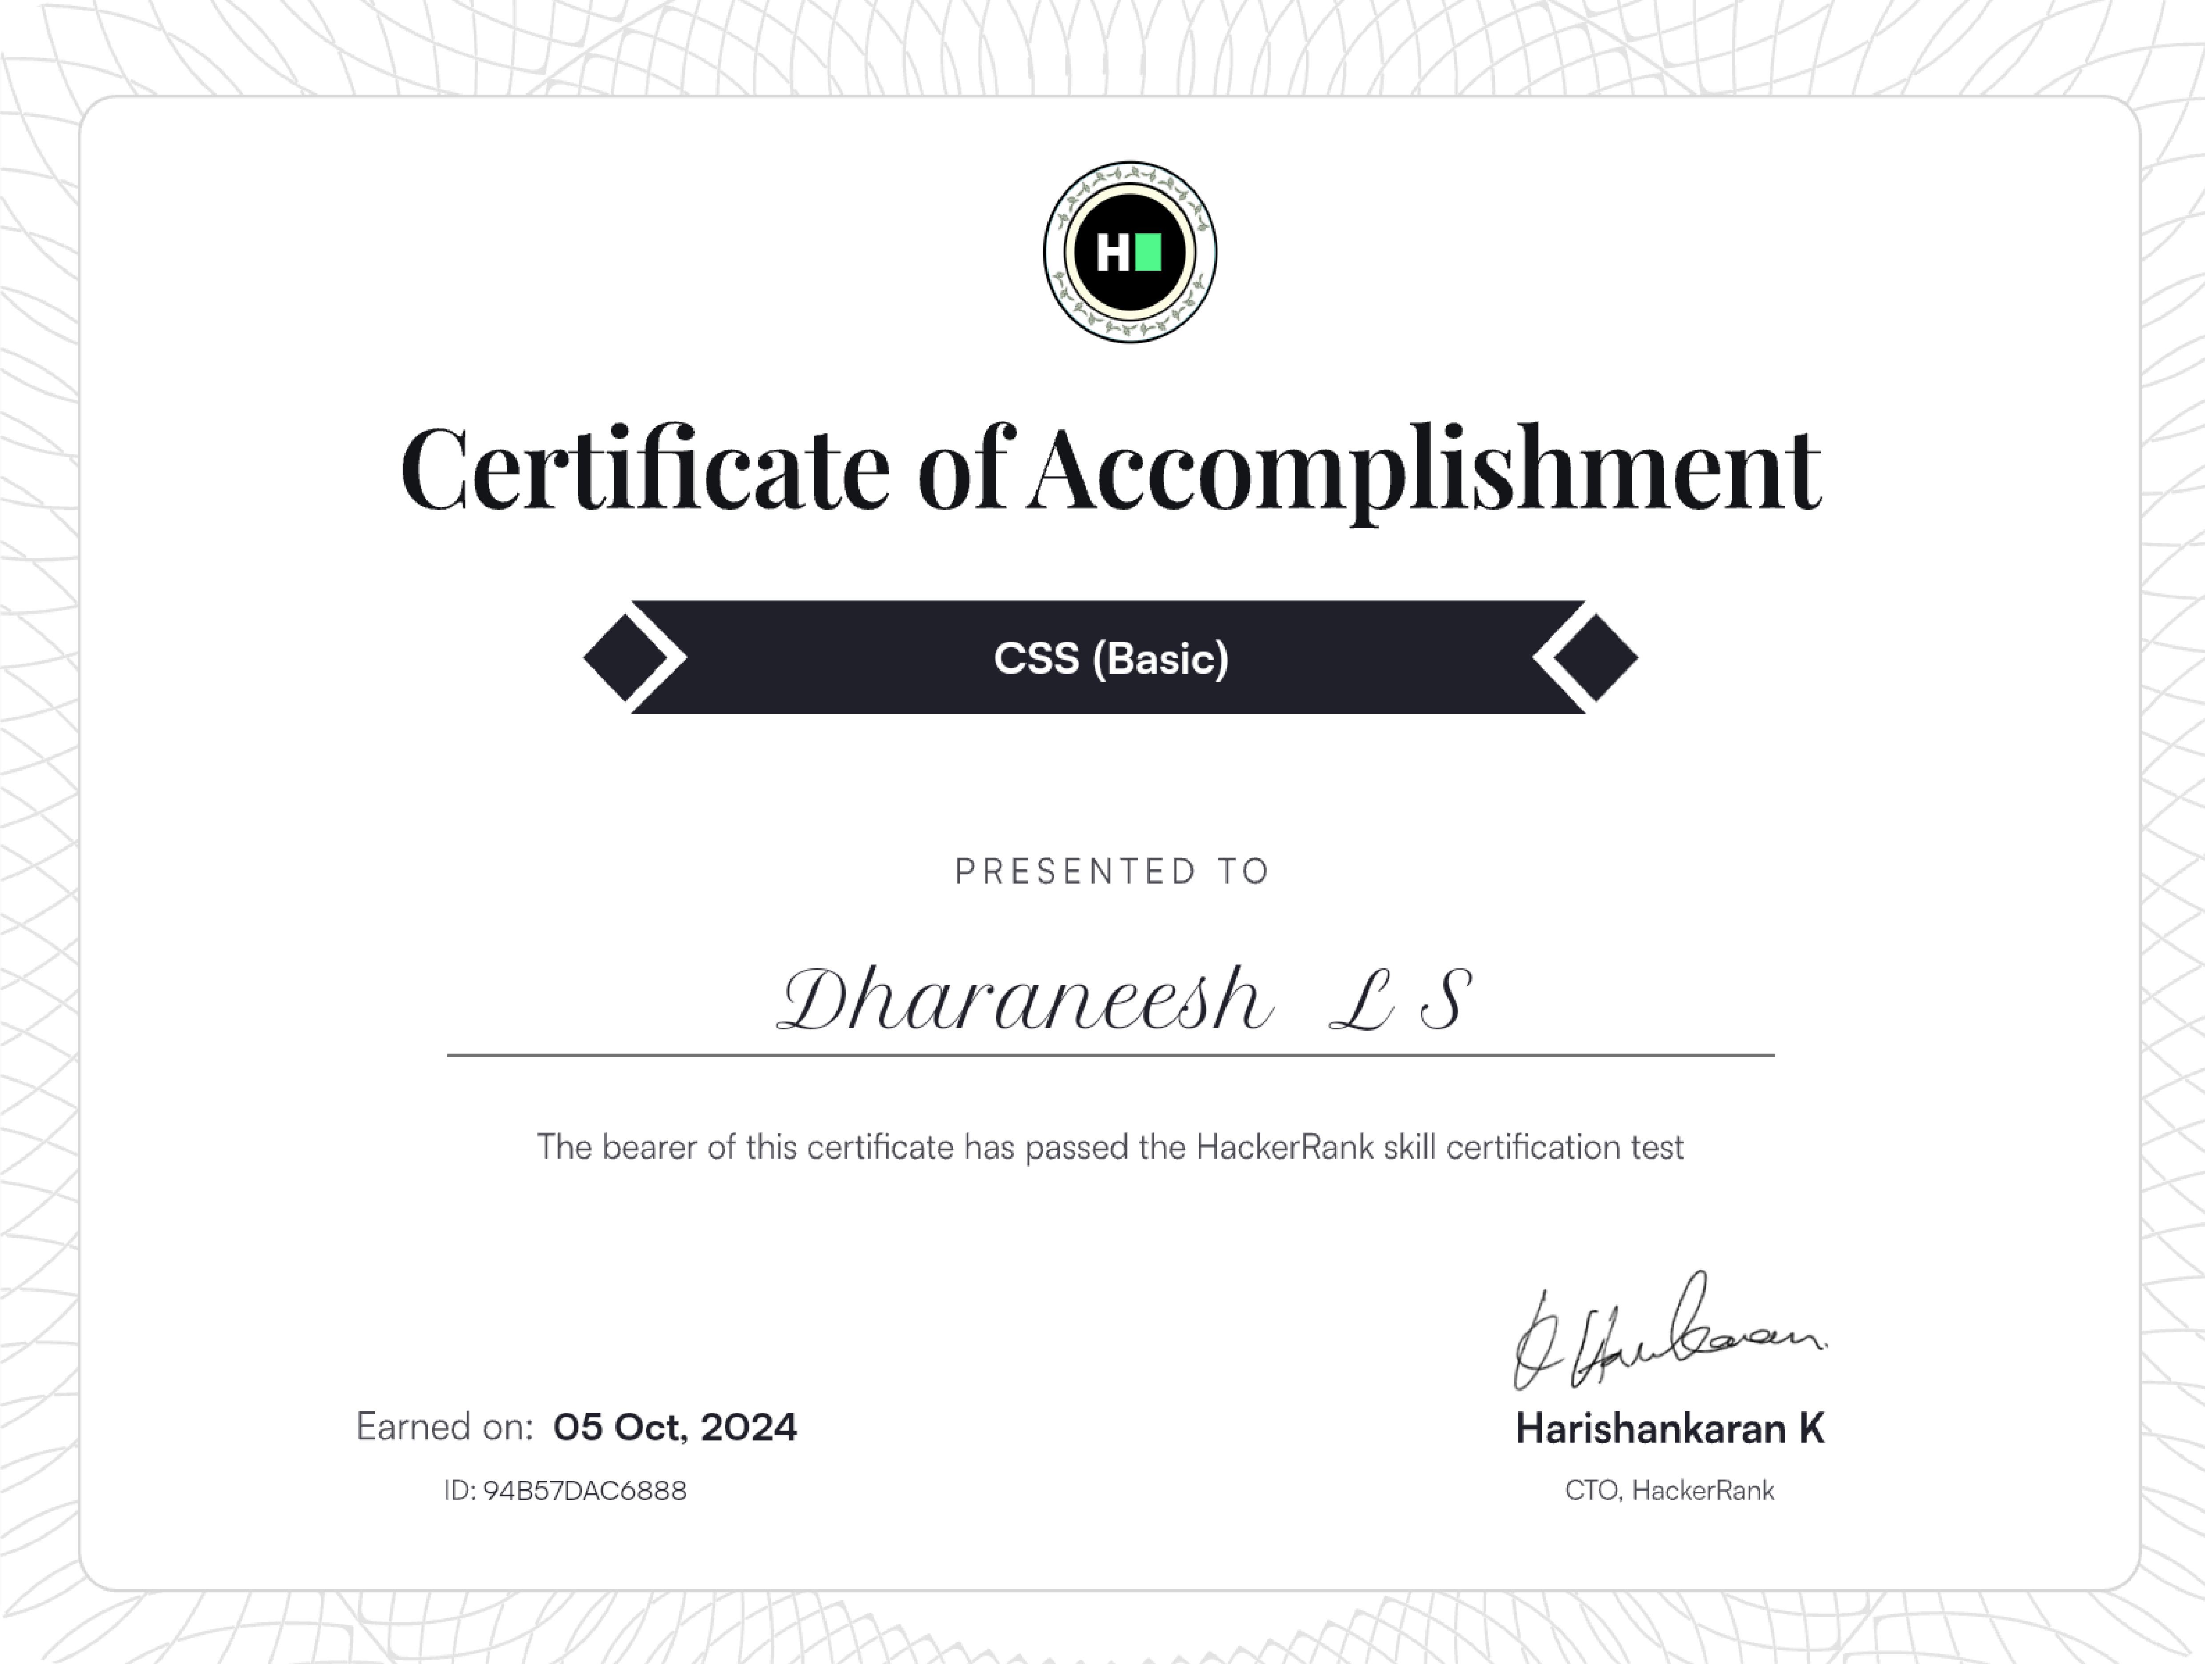 H
Certificate of Accomplishment
CSS (Basic)
PRESENTED TO
Dharaneesh L S
The bearer of this certificate has passed the HackerRank skill certification test
Earned on: 05 Oct, 2024
ID: 94B57DAC6888
Harishankaran K
CTO, HackerRank